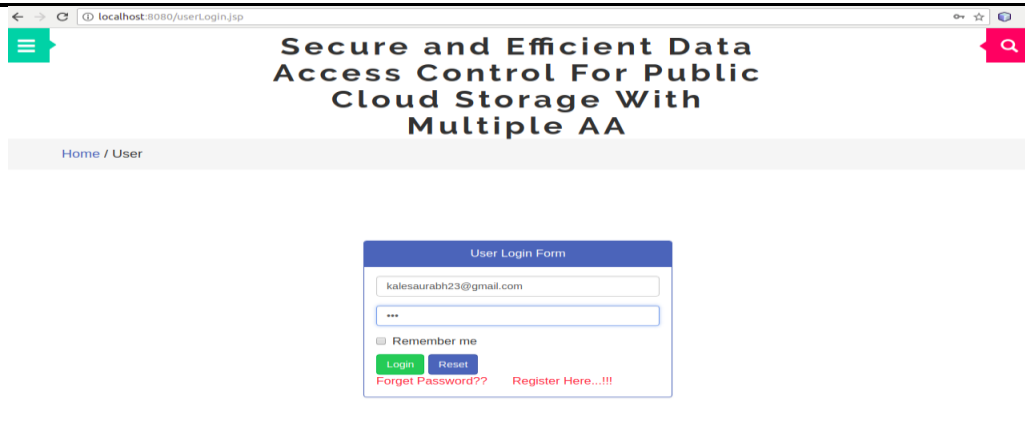 localhost:8080/userLogin.jsp
Secure and Efficient Data
Access Control For Public
Cloud Storage With
Multiple AA
Home / User
User Login Form
kalesaurabh23@gmail.com
•••
Remember me
Login Reset
Forget Password?? Register Here...!!!